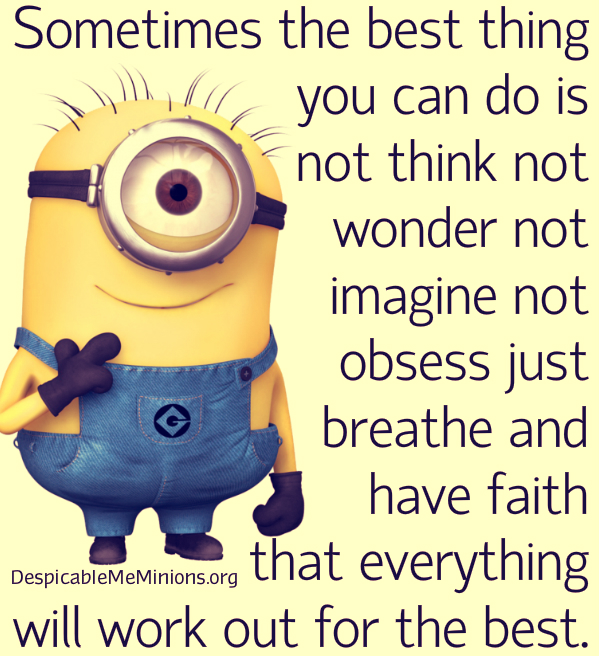 Sometimes the best thing
you can do is
not think not
wonder not
imagine not
obsess just
breathe and
have faith
that everything
DespicableMeMinions.org
will work out for the best.